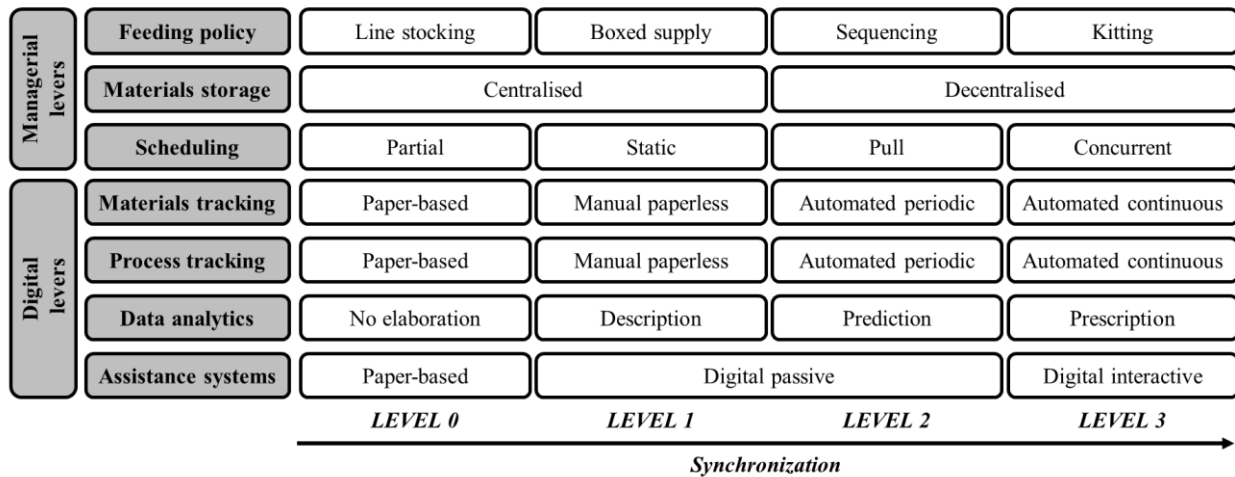 Managerial levers
Feeding policy
Line stocking
Boxed supply
Sequencing
Kitting
Materials storage
Centralised
Decentralised
Scheduling
Partial
Static
Pull
Concurrent
Digital levers
Materials tracking
Paper-based
Manual paperless
Automated periodic
Automated continuous
Process tracking
Paper-based
Manual paperless
Automated periodic
Automated continuous
Data analytics
No elaboration
Description
Prediction
Prescription
Assistance systems
Paper-based
Digital passive
Digital interactive
LEVEL 0
LEVEL 1
LEVEL 2
LEVEL 3
Synchronization